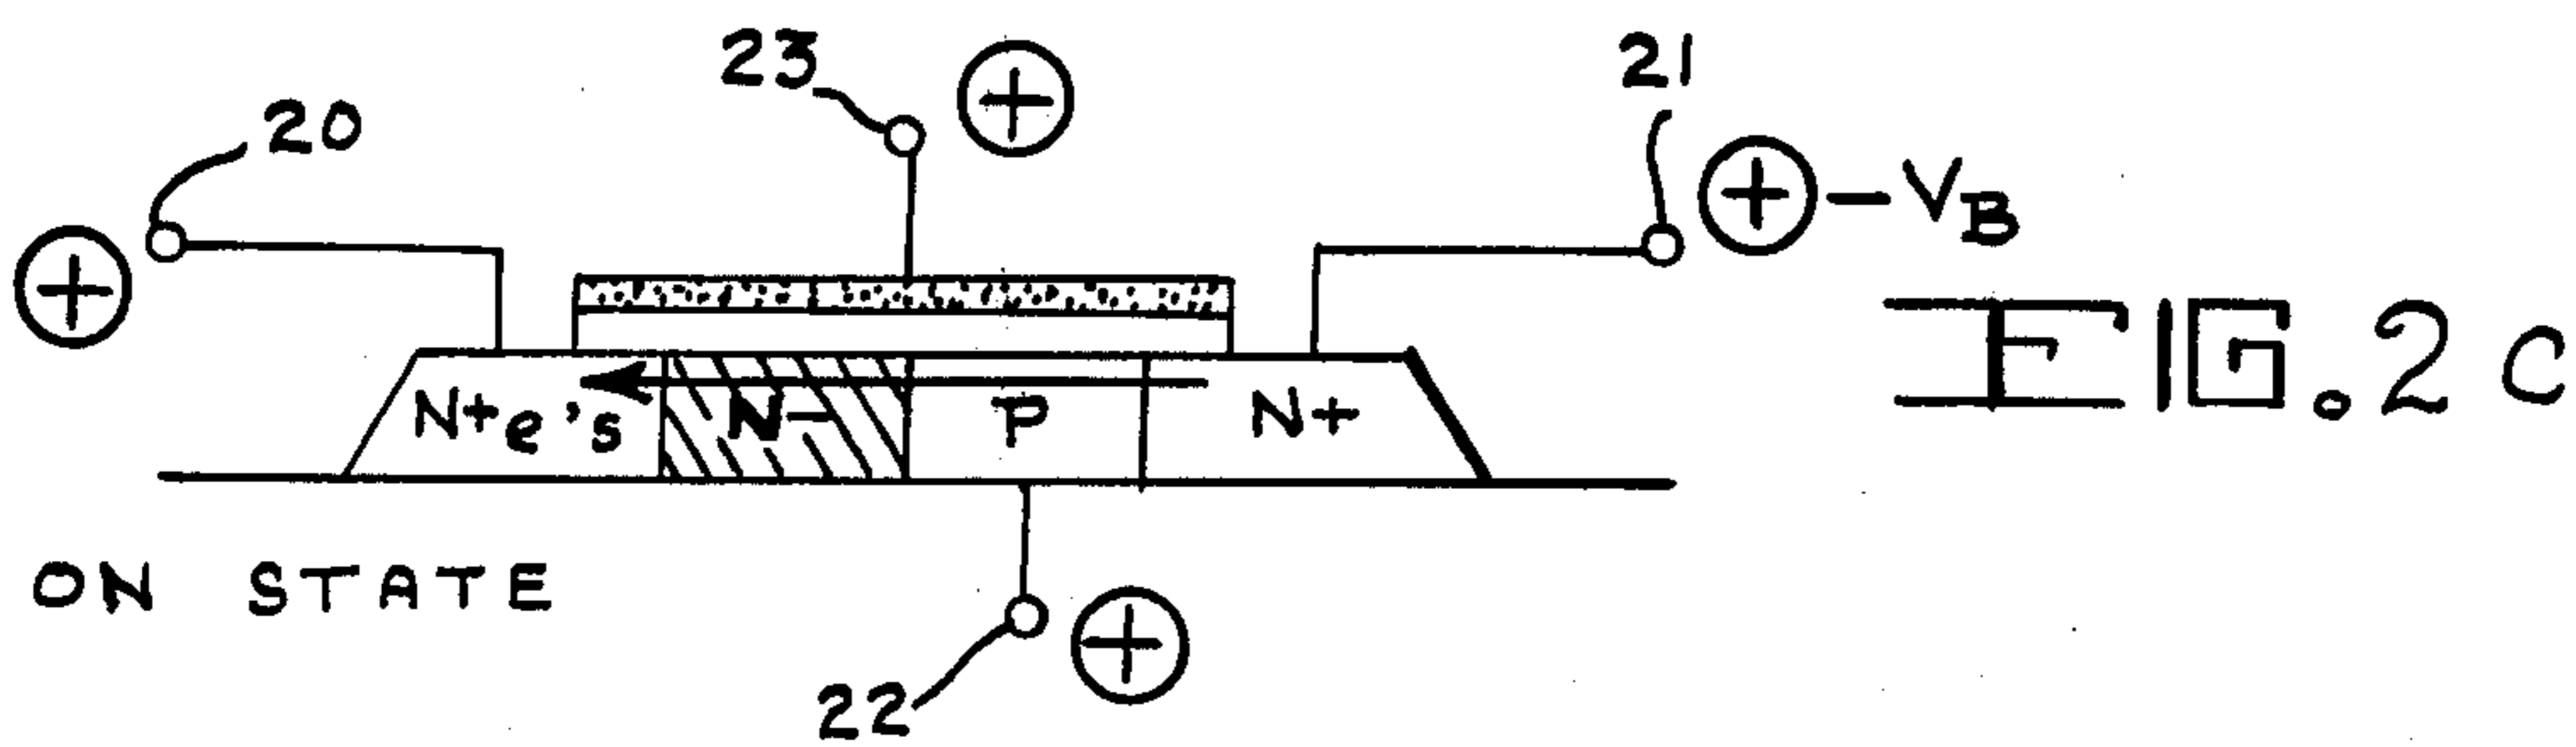 23 ⊕ 21
20
⊕ ⊕-VB
FIG. 2c
N+ e's N- P N+
ON STATE
22 ⊕